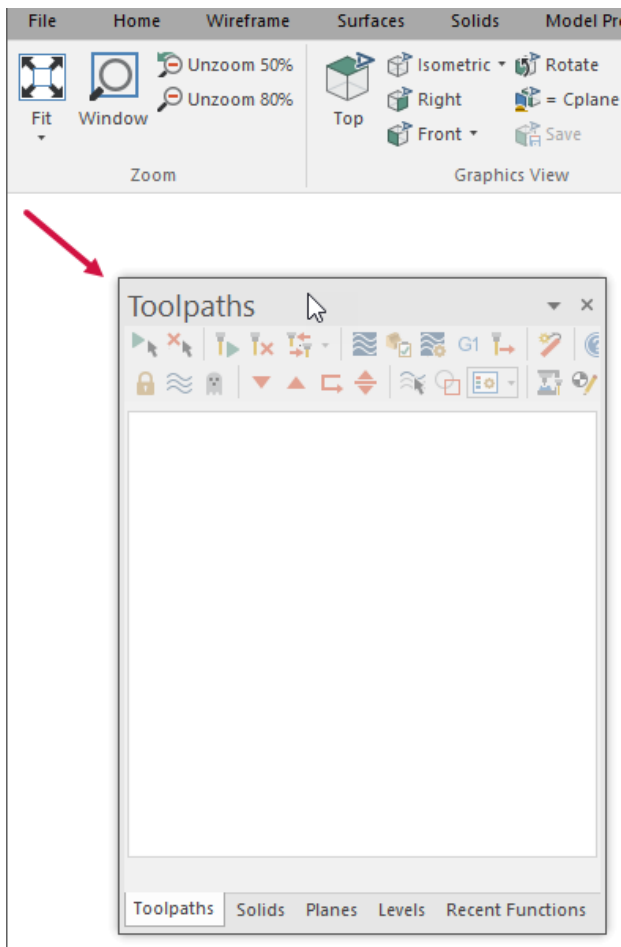 File Home Wireframe Surfaces Solids Model
Unzoom 50% Isometric Rotate
Unzoom 80% Right = Cplane
Fit Window Top Front Save
Zoom Graphics View
Toolpaths
G1
Toolpaths Solids Planes Levels Recent Functions